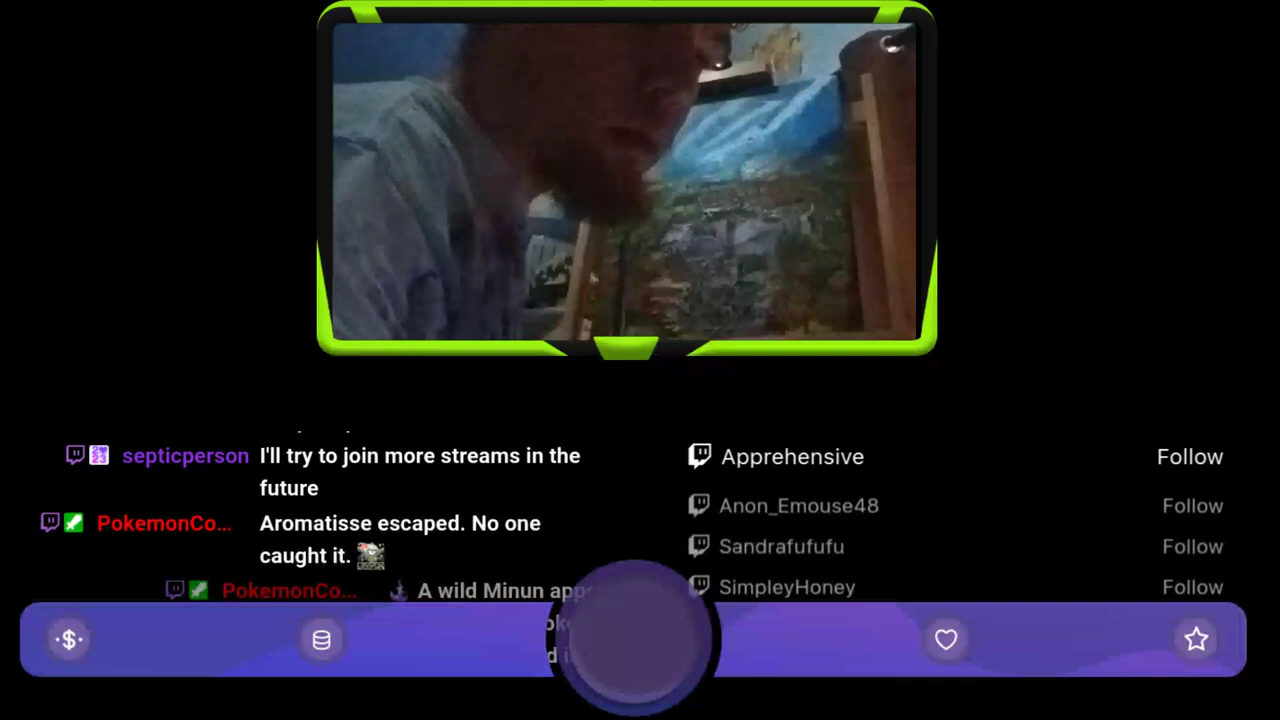 septicperson I'll try to join more streams in the
future
PokemonCo... Aromatisse escaped. No one
caught it.
PokemonCo... A wild Minun
Apprehensive Follow
Anon_Emouse48 Follow
Sandrafufufu Follow
SimpleyHoney Follow
$